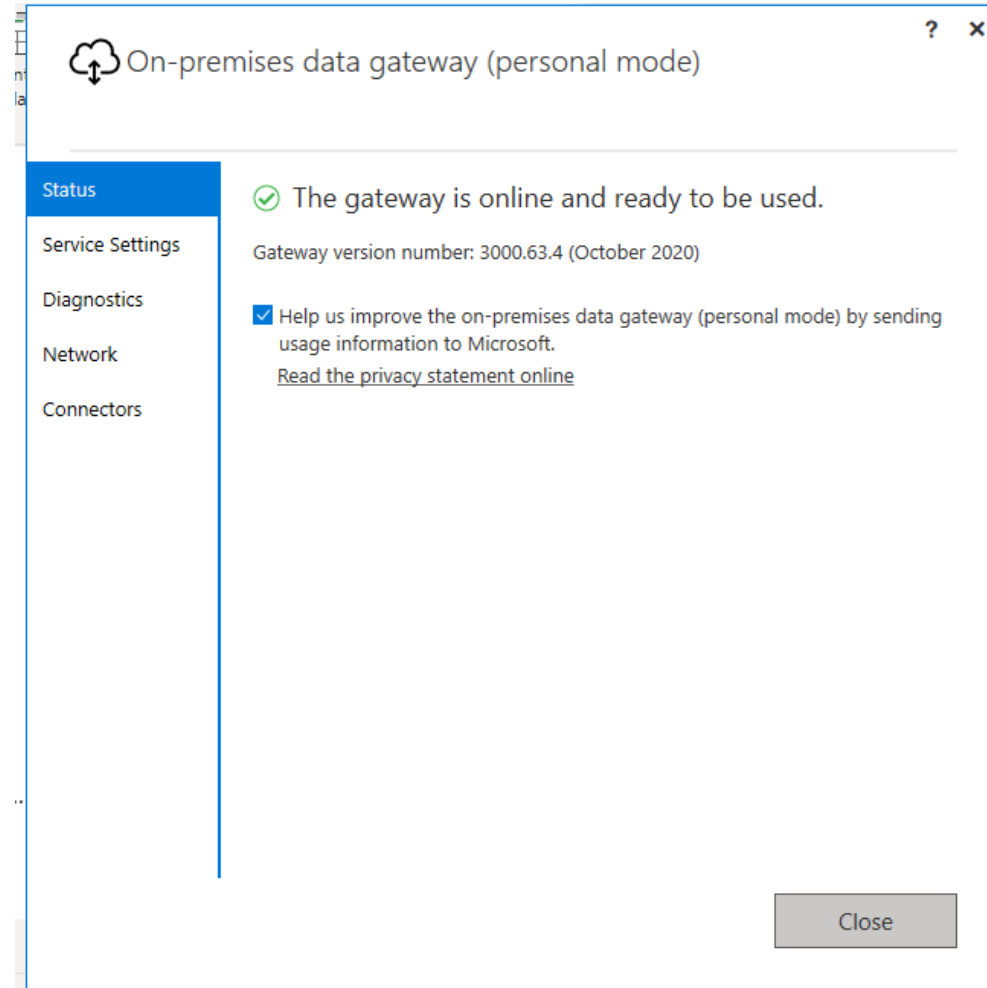 ? ×
On-premises data gateway (personal mode)
Status
Service Settings
Diagnostics
Network
Connectors
The gateway is online and ready to be used.
Gateway version number: 3000.63.4 (October 2020)
Help us improve the on-premises data gateway (personal mode) by sending
usage information to Microsoft.
Read the privacy statement online
Close